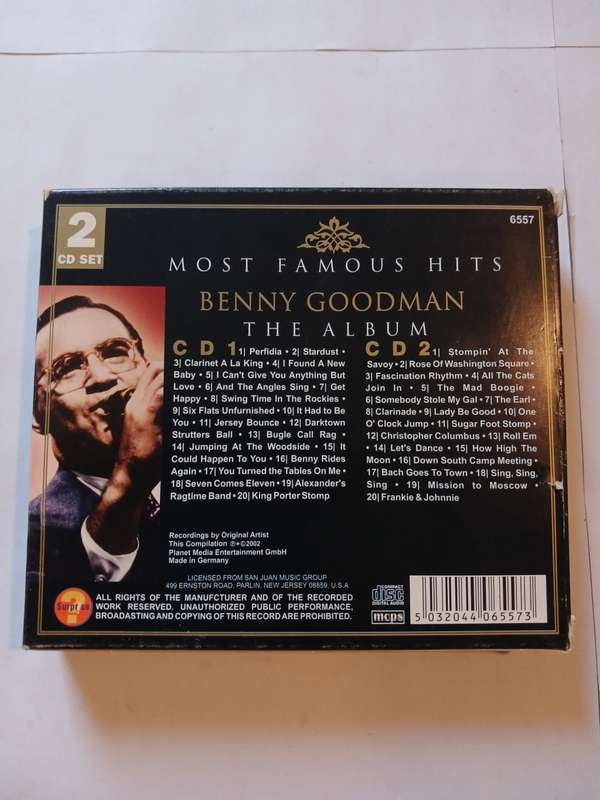 2
CD SET
6557
MOST FAMOUS HITS
BENNY GOODMAN
THE ALBUM
CD 1 1| Perfidia • 2| Stardust •
3| Clarinet A La King • 4| I Found A New
Baby • 5| I Can't Give You Anything But
Love • 6| And The Angles Sing • 7| Get
Happy • 8| Swing Time In The Rockies •
9| Six Flats Unfurnished • 10| It Had to Be
You • 11| Jersey Bounce • 12| Darktown
Strutters Ball • 13| Bugle Call Rag •
14| Jumping At The Woodside • 15| It
Could Happen To You • 16| Benny Rides
Again • 17| You Turned the Tables On Me •
18| Seven Comes Eleven • 19| Alexander's
Ragtime Band • 20| King Porter Stomp
CD 2 1| Stompin' At The
Savoy • 2| Rose Of Washington Square •
3| Fascination Rhythm • 4| All The Cats
Join In • 5| The Mad Boogie •
6| Somebody Stole My Gal • 7| The Earl •
8| Clarinade • 9| Lady Be Good • 10| One
O' Clock Jump • 11| Sugar Foot Stomp •
12| Christopher Columbus • 13| Roll Em •
14| Let's Dance • 15| How High The
Moon • 16| Down South Camp Meeting •
17| Bach Goes To Town • 18| Sing, Sing,
Sing • 19| Mission to Moscow •
20| Frankie & Johnnie
Recordings by Original Artist
This Compilation ℗+©2002
Planet Media Entertainment GmbH
Made in Germany
LICENSED FROM SAN JUAN MUSIC GROUP
499 ERNSTON ROAD, PARLIN, NEW JERSEY 08859, U.S.A
Surprise
?
ALL RIGHTS OF THE MANUFCTURER AND OF THE RECORDED
WORK RESERVED. UNAUTHORIZED PUBLIC PERFORMANCE,
BROADASTING AND COPYING OF THIS RECORD ARE PROHIBITED.
COMPACT
disc
DIGITAL AUDIO
mcps
5 032044 065573